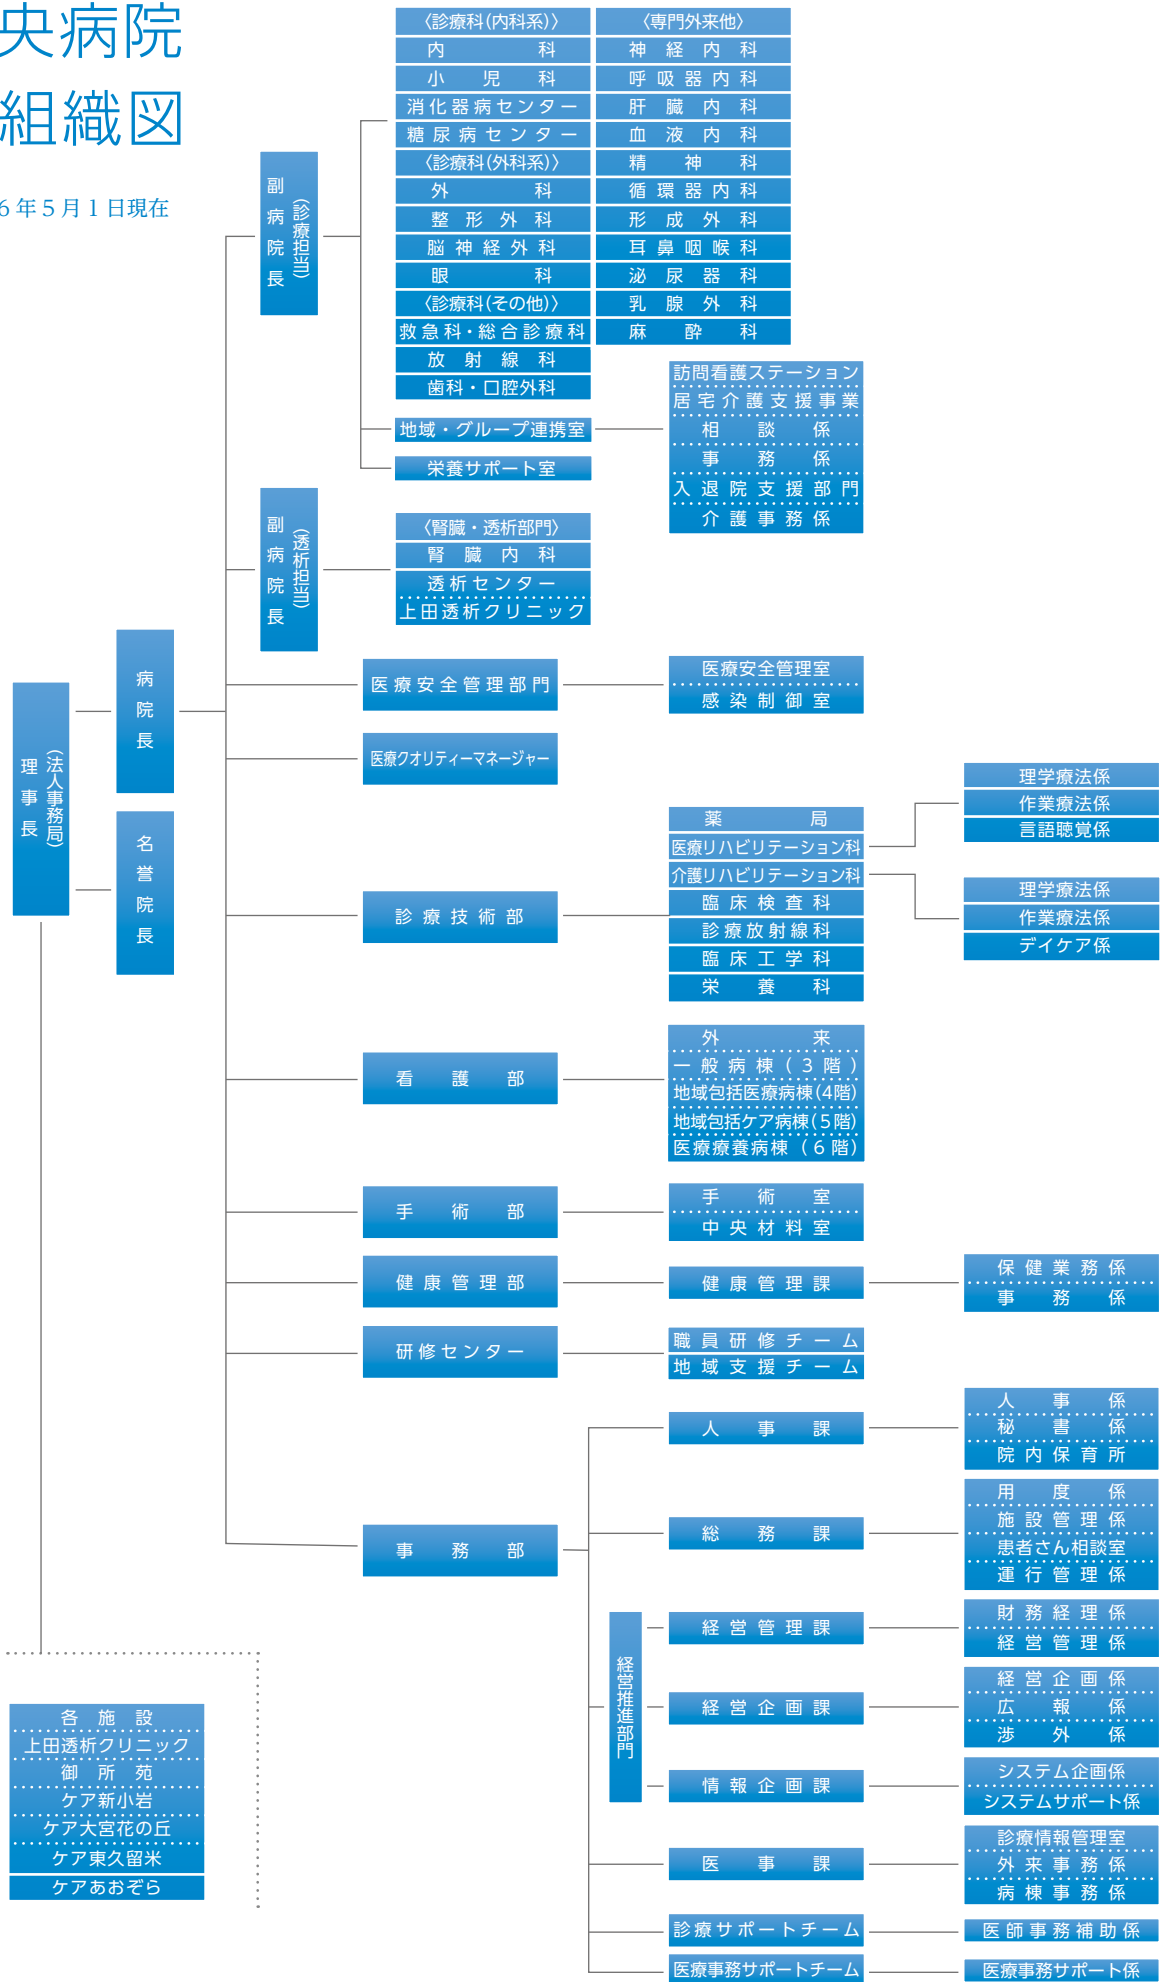 央病院
組織図
6年5月1日現在
〈診療科(内科系)〉
内科
小児科
消化器病センター
糖尿病センター
〈診療科(外科系)〉
外科
整形外科
脳神経外科
眼科
〈診療科(その他)〉
救急科・総合診療科
放射線科
歯科・口腔外科
〈専門外来他〉
神経内科
呼吸器内科
肝臓内科
血液内科
精神科
循環器内科
形成外科
耳鼻咽喉科
泌尿器科
乳腺外科
麻酔科
副病院長
(診療担当)
地域・グループ連携室
栄養サポート室
訪問看護ステーション
居宅介護支援事業
相談係
事務係
入退院支援部門
介護事務係
副病院長
(透析担当)
〈腎臓・透析部門〉
腎臓内科
透析センター
上田透析クリニック
理事長
(法人事務局)
病院長
名誉院長
医療安全管理部門
医療安全管理室
感染制御室
医療クオリティーマネージャー
診療技術部
薬局
医療リハビリテーション科
介護リハビリテーション科
臨床検査科
診療放射線科
臨床工学科
栄養科
理学療法係
作業療法係
言語聴覚係
理学療法係
作業療法係
デイケア係
看護部
外来
一般病棟(3階)
地域包括医療病棟(4階)
地域包括ケア病棟(5階)
医療療養病棟(6階)
手術部
手術室
中央材料室
健康管理部
健康管理課
保健業務係
事務係
研修センター
職員研修チーム
地域支援チーム
事務部
人事課
人事係
秘書係
院内保育所
総務課
用度係
施設管理係
患者さん相談室
運行管理係
経営推進部門
経営管理課
財務経理係
経営管理係
経営企画課
経営企画係
広報係
渉外係
情報企画課
システム企画係
システムサポート係
医事課
診療情報管理室
外来事務係
病棟事務係
診療サポートチーム
医師事務補助係
医療事務サポートチーム
医療事務サポート係
各施設
上田透析クリニック
御所苑
ケア新小岩
ケア大宮花の丘
ケア東久留米
ケアあおぞら